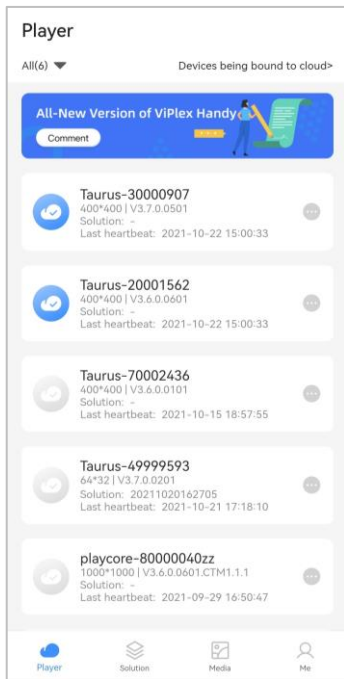 Player
All(6)
Devices being bound to cloud>
All-New Version of ViPlex Handy
Comment
Taurus-30000907
400*400 | V3.7.0.0501
Solution: -
Last heartbeat: 2021-10-22 15:00:33
Taurus-20001562
400*400 | V3.6.0.0601
Solution: -
Last heartbeat: 2021-10-22 15:00:33
Taurus-70002436
400*400 | V3.6.0.0101
Solution: -
Last heartbeat: 2021-10-15 18:57:55
Taurus-49999593
64*32 | V3.7.0.0201
Solution: 20211020162705
Last heartbeat: 2021-10-21 17:18:10
playcore-80000040zz
1000*1000 | V3.6.0.0601.CTM1.1.1
Solution: -
Last heartbeat: 2021-09-29 16:50:47
Player
Solution
Media
Me